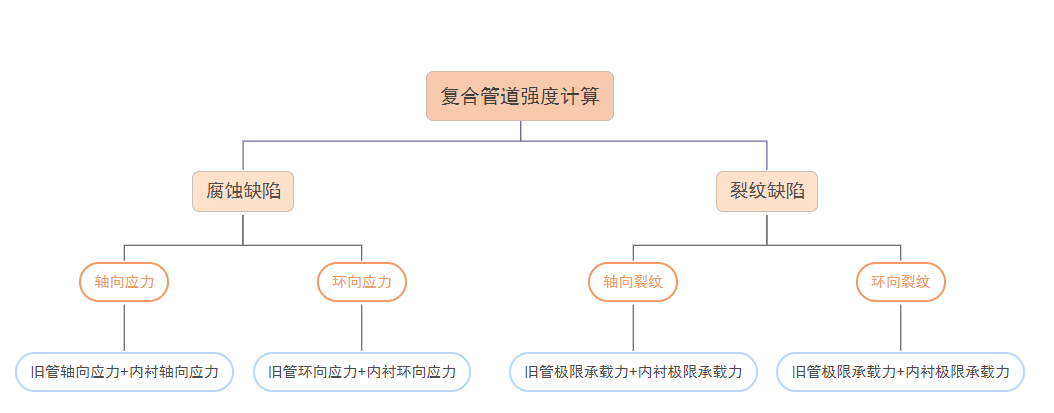 复合管道强度计算
腐蚀缺陷
裂纹缺陷
轴向应力
环向应力
轴向裂纹
环向裂纹
旧管轴向应力+内衬轴向应力
旧管环向应力+内衬环向应力
旧管极限承载力+内衬极限承载力
旧管极限承载力+内衬极限承载力